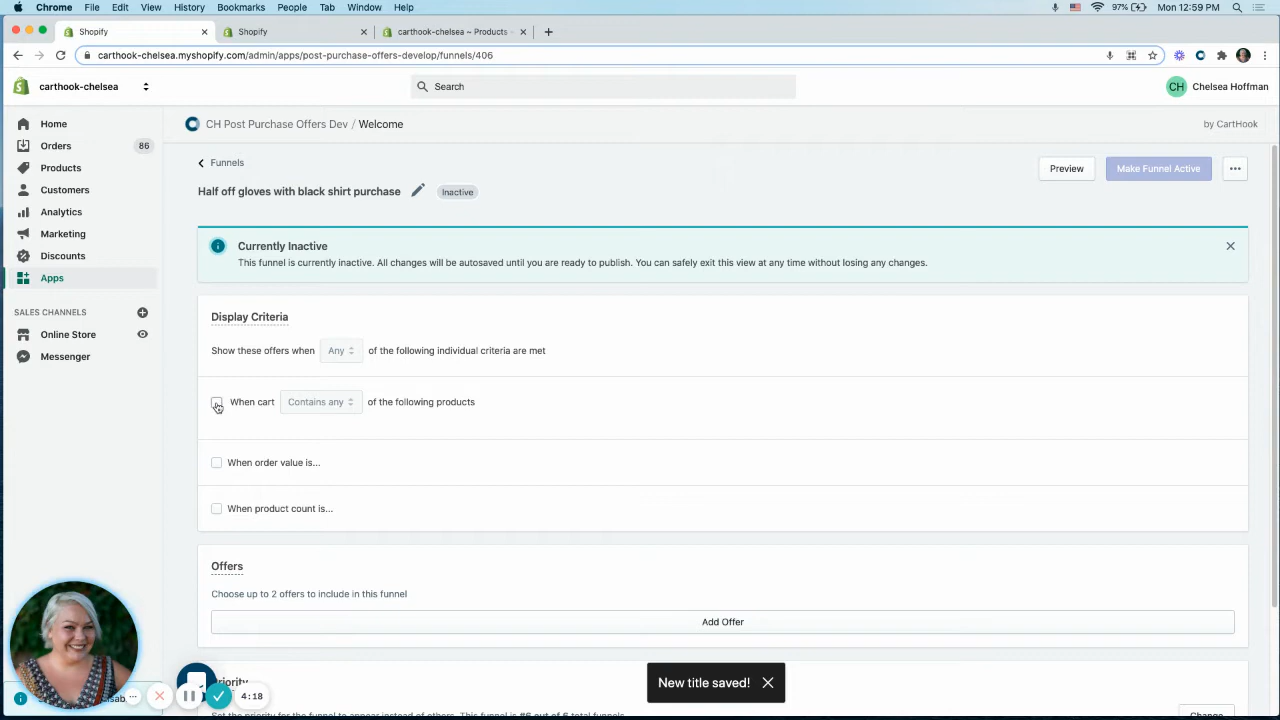 Chrome File Edit View History Bookmarks People Tab Window Help 97% Mon 12:59 PM
Shopify Shopify carthook-chelsea ~ Products
carthook-chelsea.myshopify.com/admin/apps/post-purchase-offers-develop/funnels/406
carthook-chelsea Search CH Chelsea Hoffman
Home
Orders 86
Products
Customers
Analytics
Marketing
Discounts
Apps
SALES CHANNELS
Online Store
Messenger
CH Post Purchase Offers Dev / Welcome by CartHook
Funnels
Half off gloves with black shirt purchase Inactive
Preview Make Funnel Active
Currently Inactive
This funnel is currently inactive. All changes will be autosaved until you are ready to publish. You can safely exit this view at any time without losing any changes.
Display Criteria
Show these offers when Any of the following individual criteria are met
When cart Contains any of the following products
When order value is...
When product count is...
Offers
Choose up to 2 offers to include in this funnel
Add Offer
New title saved!
4:18